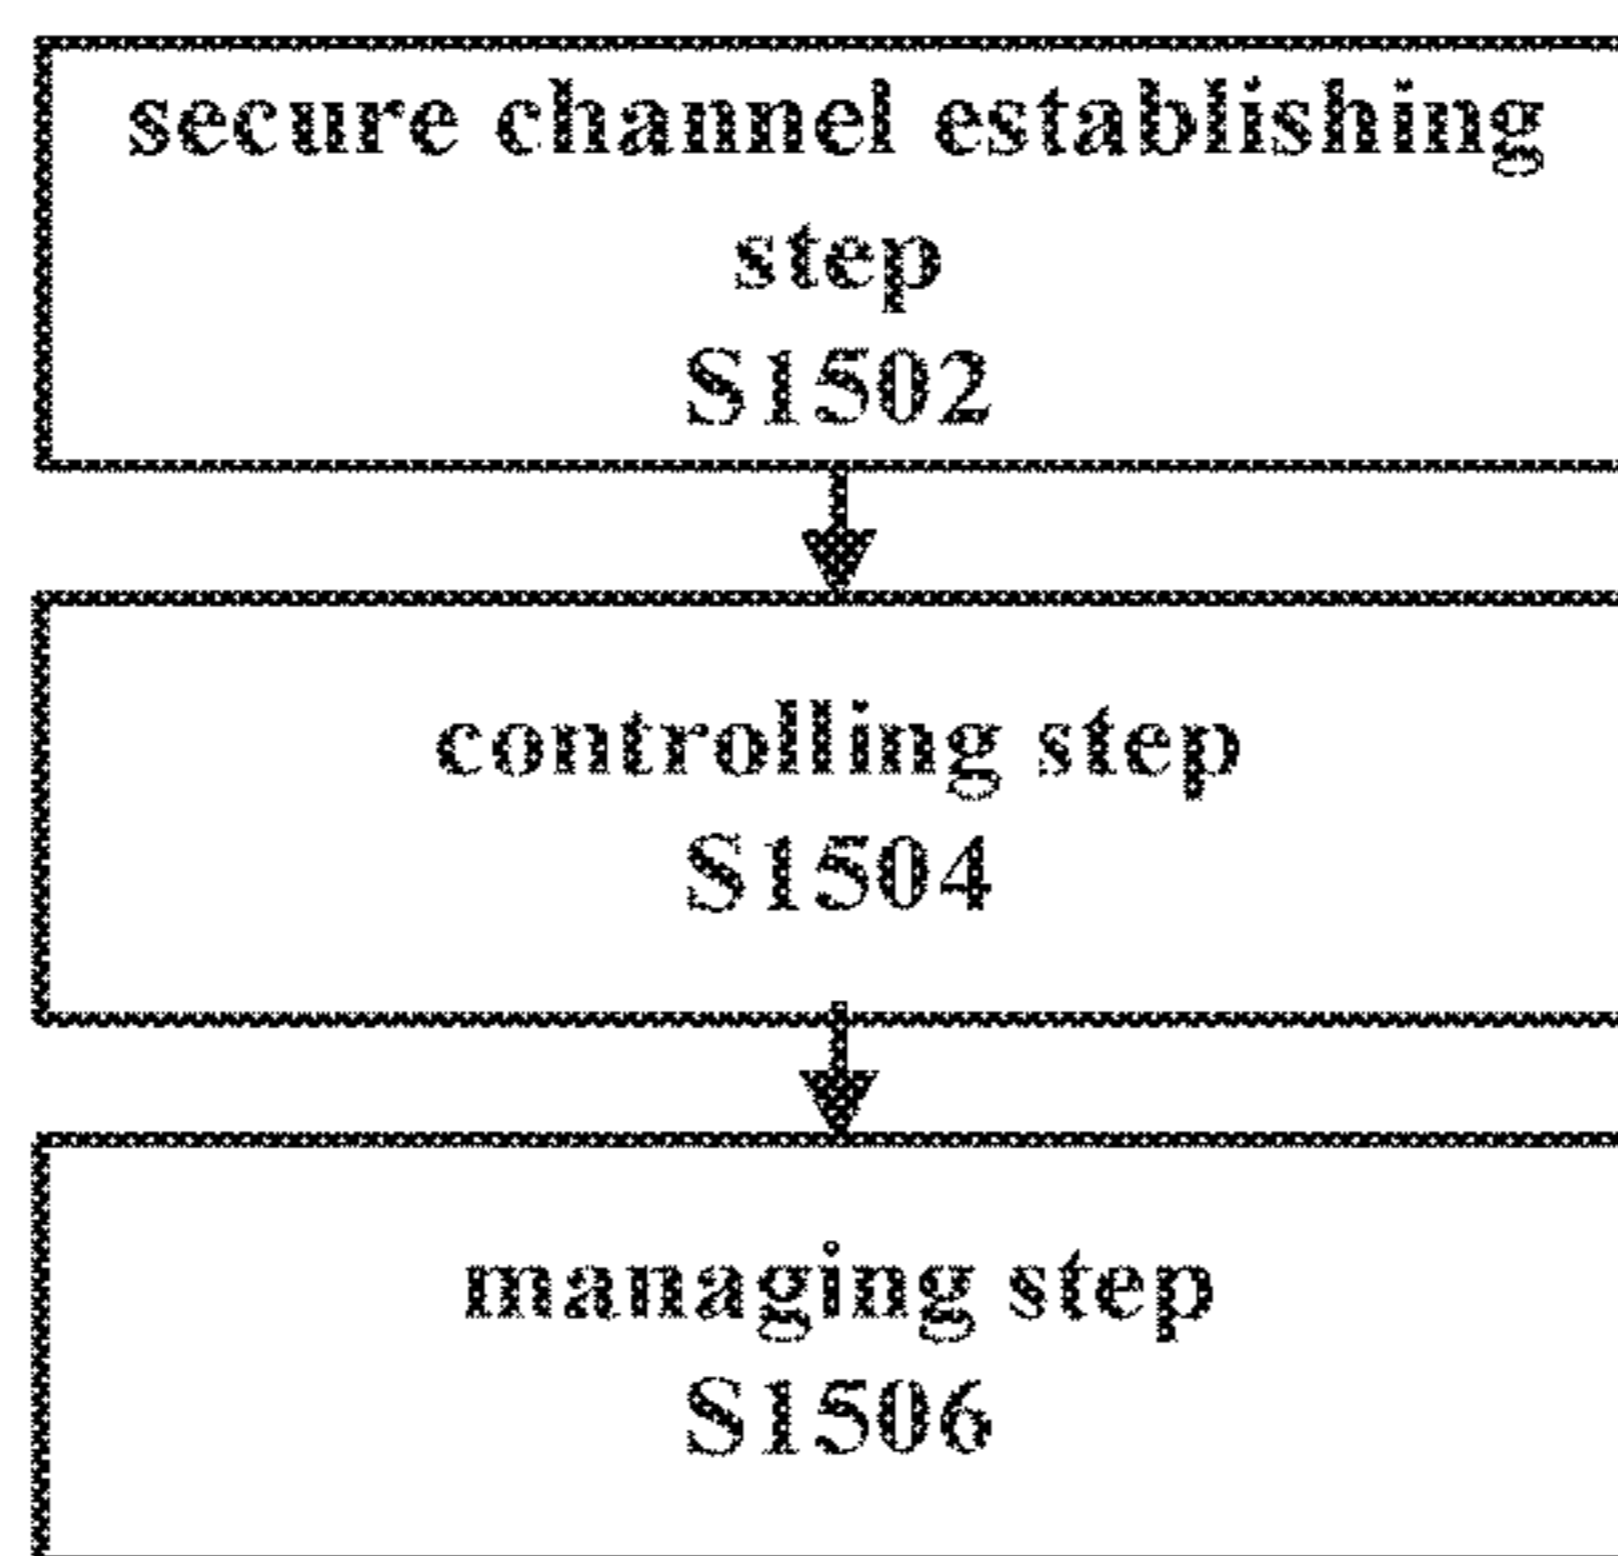 secure channel establishing
step
S1502
controlling step
S1504
managing step
S1506